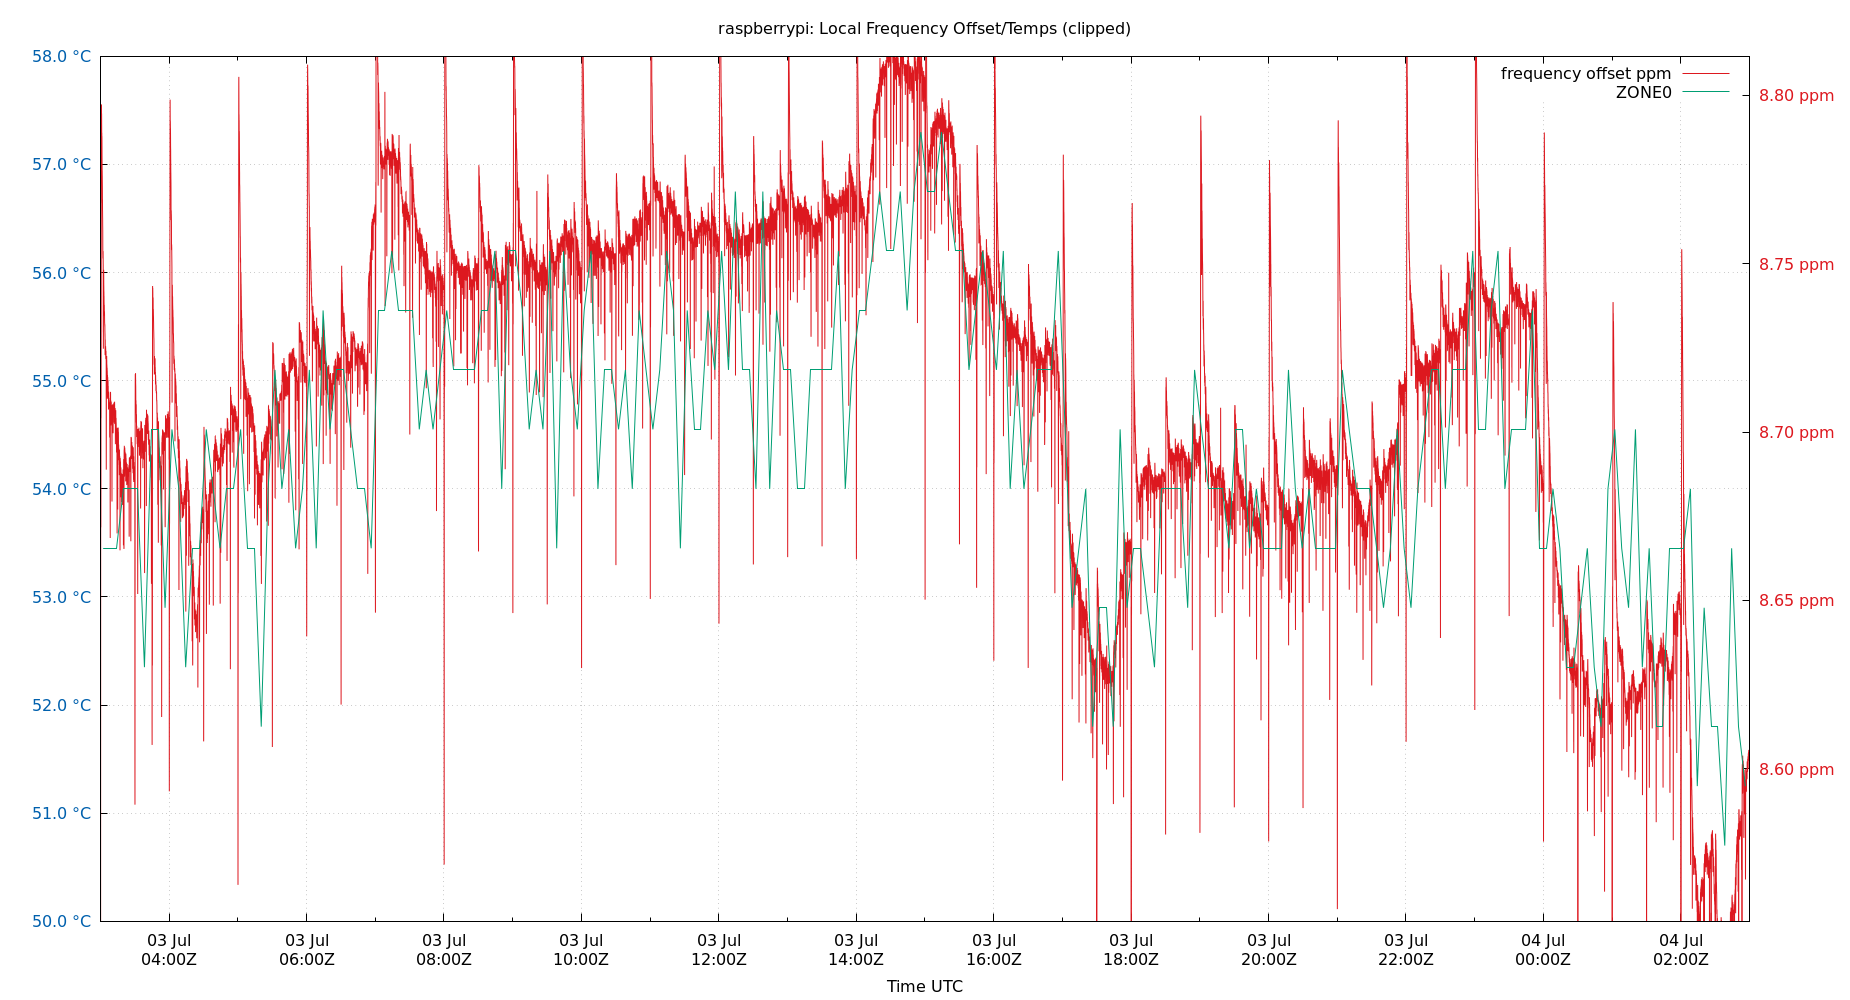 raspberrypi: Local Frequency Offset/Temps (clipped)
58.0 °C
57.0 °C
56.0 °C
55.0 °C
54.0 °C
53.0 °C
52.0 °C
51.0 °C
50.0 °C
frequency offset ppm
ZONE0
8.80 ppm
8.75 ppm
8.70 ppm
8.65 ppm
8.60 ppm
03 Jul 03 Jul 03 Jul 03 Jul 03 Jul 03 Jul 03 Jul 03 Jul 03 Jul 03 Jul 04 Jul 04 Jul
04:00Z 06:00Z 08:00Z 10:00Z 12:00Z 14:00Z 16:00Z 18:00Z 20:00Z 22:00Z 00:00Z 02:00Z
Time UTC